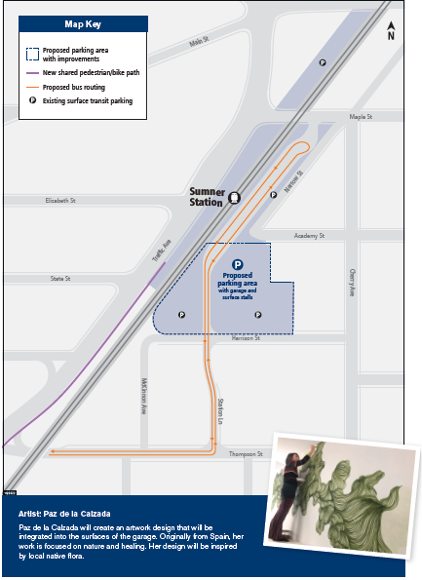 Map Key
Proposed parking area
with improvements
New shared pedestrian/bike path
Proposed bus routing
P Existing surface transit parking
N
P
Main St
Maple St
Sumner
Station
P
Narrow St
Elizabeth St
Traffic Ave
Academy St
State St
P
Proposed
parking area
with garage and
surface stalls
Cherry Ave
P
P
Harrison St
McKinnon Ave
Station Ln
Thompson St
Artist: Paz de la Calzada
Paz de la Calzada will create an artwork design that will be
integrated into the surfaces of the garage. Originally from Spain, her
work is focused on nature and healing. Her design will be inspired
by local native flora.